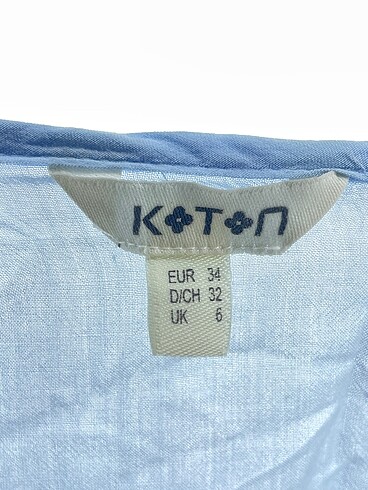 KOTON
EUR 34
D/CH 32
UK 6